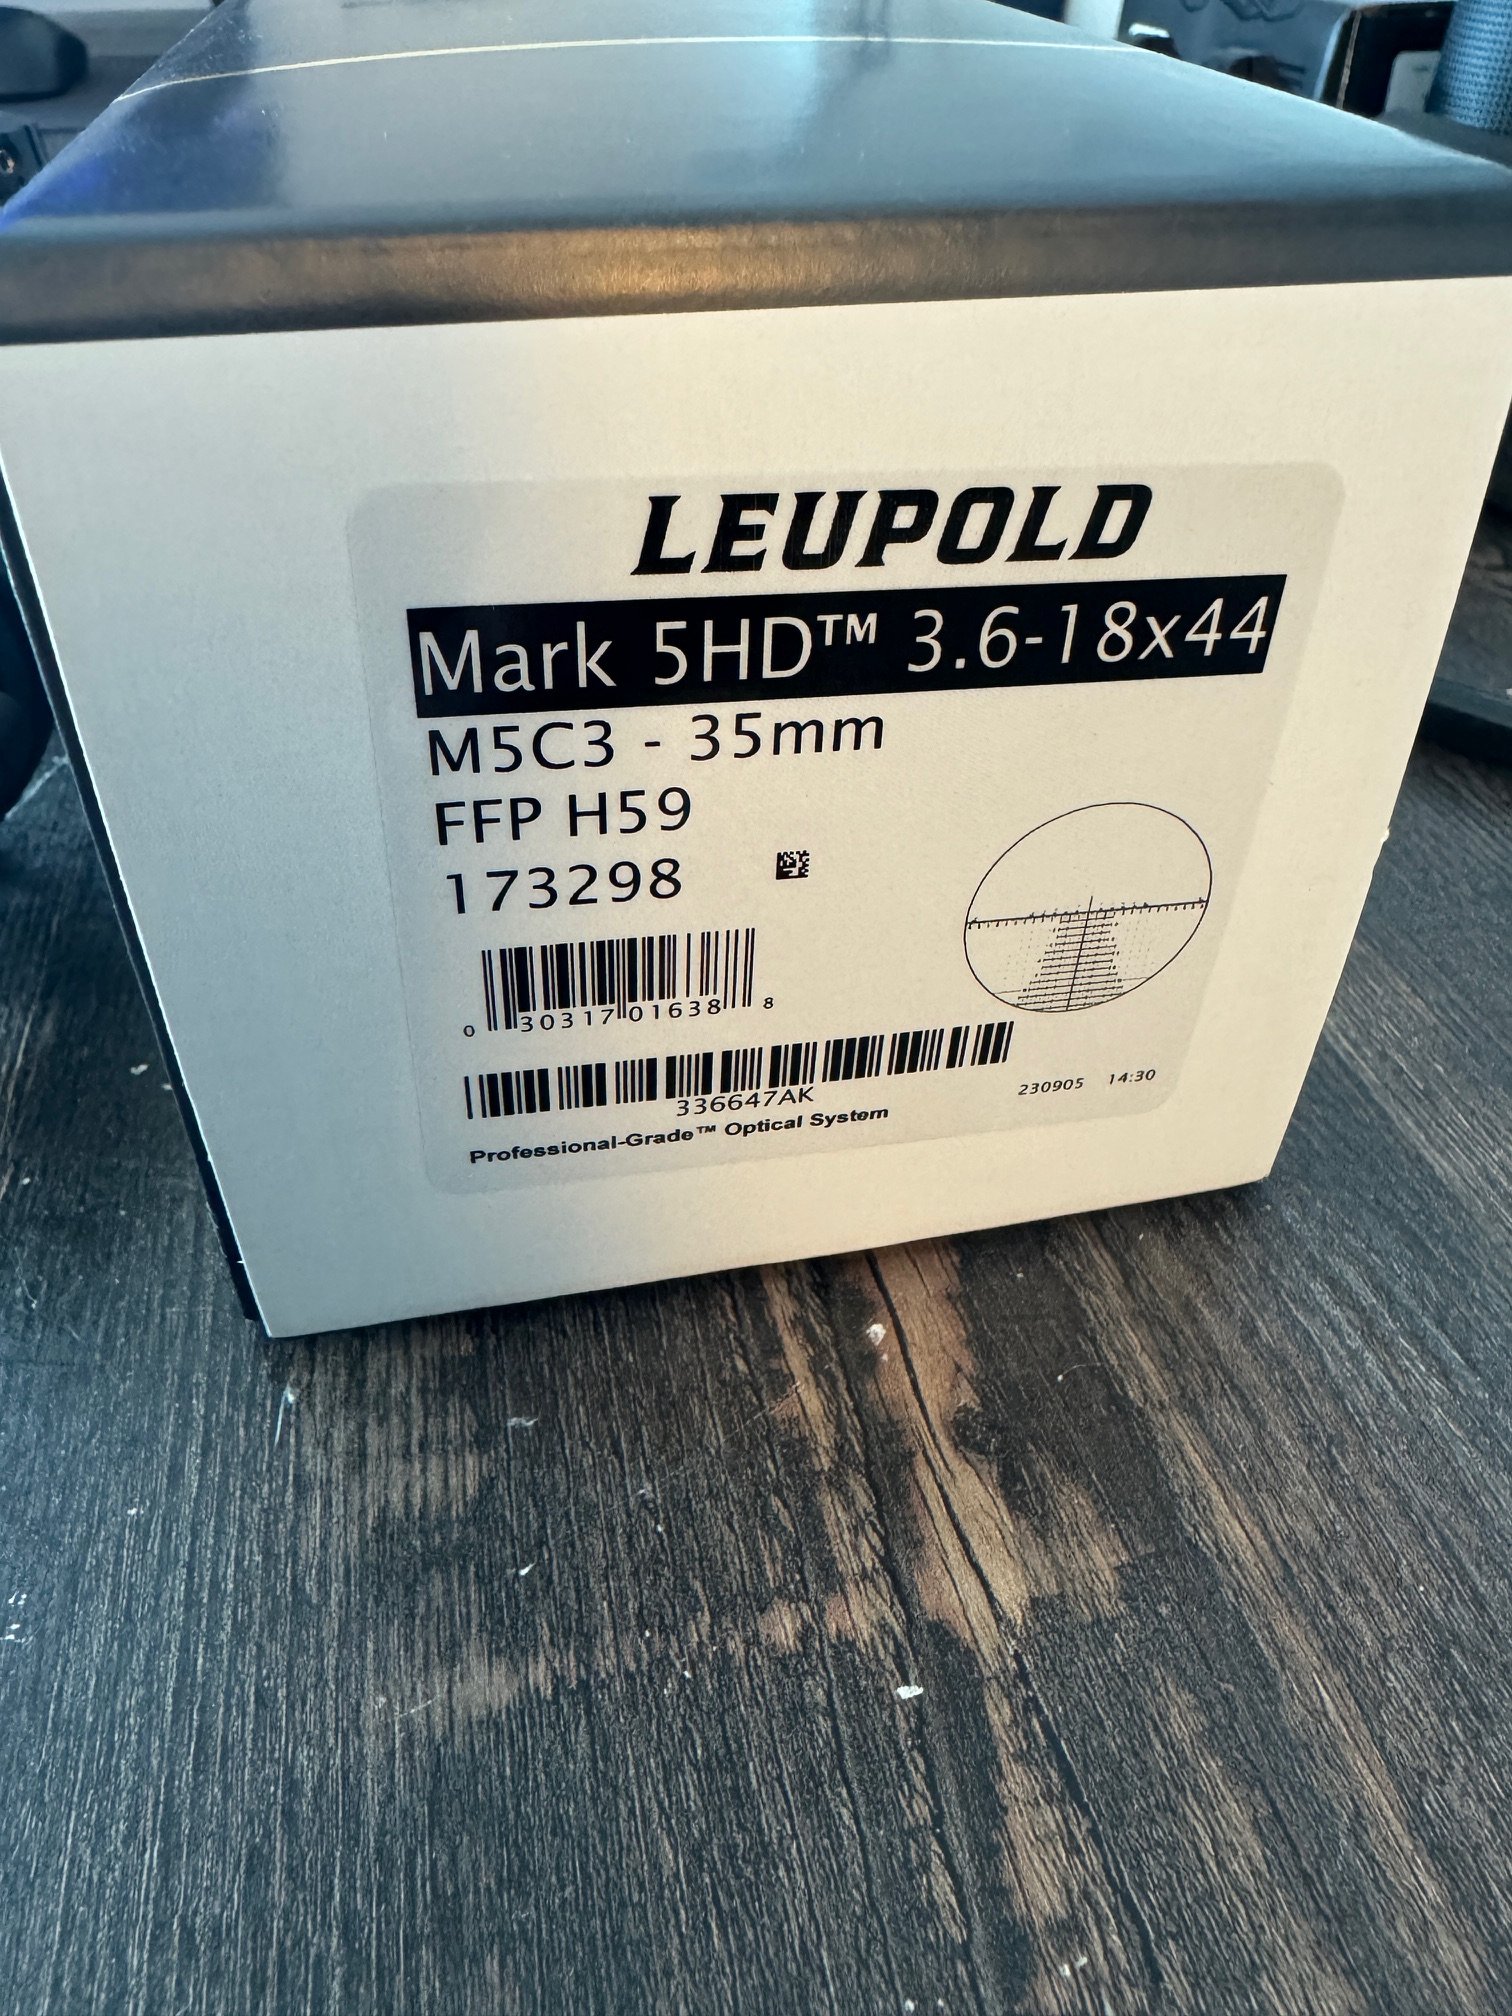 LEUPOLD
Mark 5HD™ 3.6-18x44
M5C3 - 35mm
FFP H59
173298
0 30317 01638 8
336647AK
230905 14:30
Professional-Grade™ Optical System